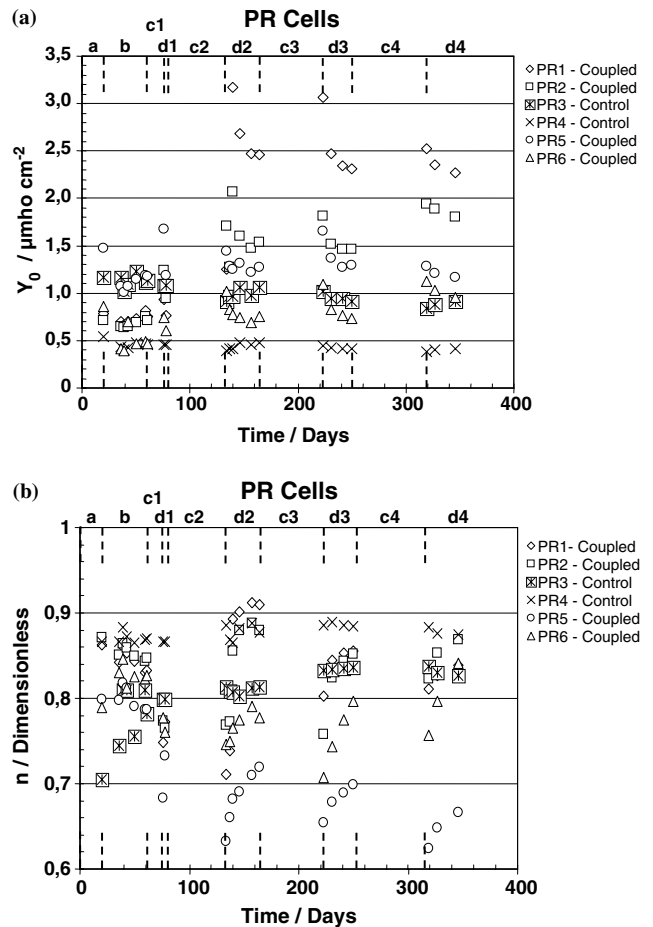 (a)
PR Cells
c1
a b d1 c2 d2 c3 d3 c4 d4
3,5
3,0
2,5
2,0
1,5
1,0
0,5
0
Y0 / µmho cm-2
0 100 200 300 400
Time / Days
PR1 - Coupled
PR2 - Coupled
PR3 - Control
PR4 - Control
PR5 - Coupled
PR6 - Coupled
(b)
PR Cells
c1
a b d1 c2 d2 c3 d3 c4 d4
1
0,9
0,8
0,7
0,6
n / Dimensionless
0 100 200 300 400
Time / Days
PR1- Coupled
PR2 - Coupled
PR3 - Control
PR4 - Control
PR5 - Coupled
PR6 - Coupled